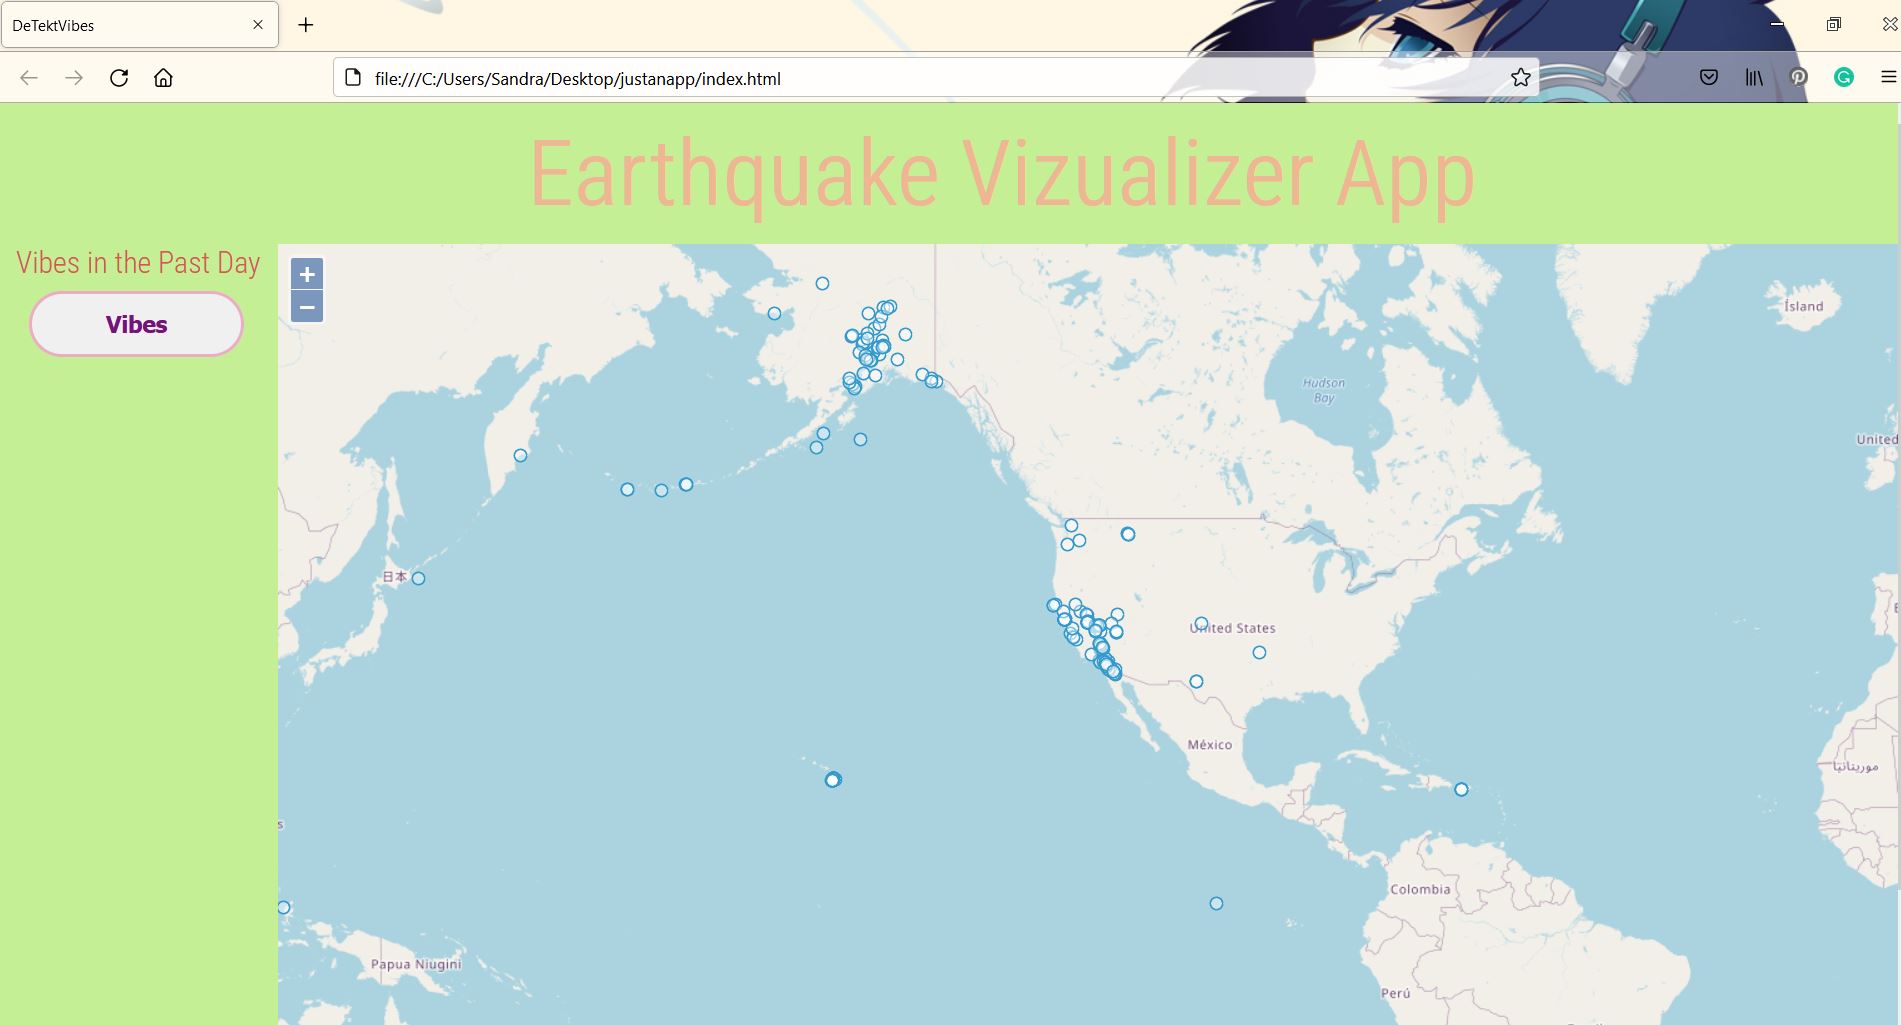 DeTektVibes
file:///C:/Users/Sandra/Desktop/justanapp/index.html
Earthquake Vizualizer App
Vibes in the Past Day
Vibes
+
−
Ísland
Hudson
Bay
United
日本
United States
México
موريتانيا
s
Colombia
Papua Niugini
Perú